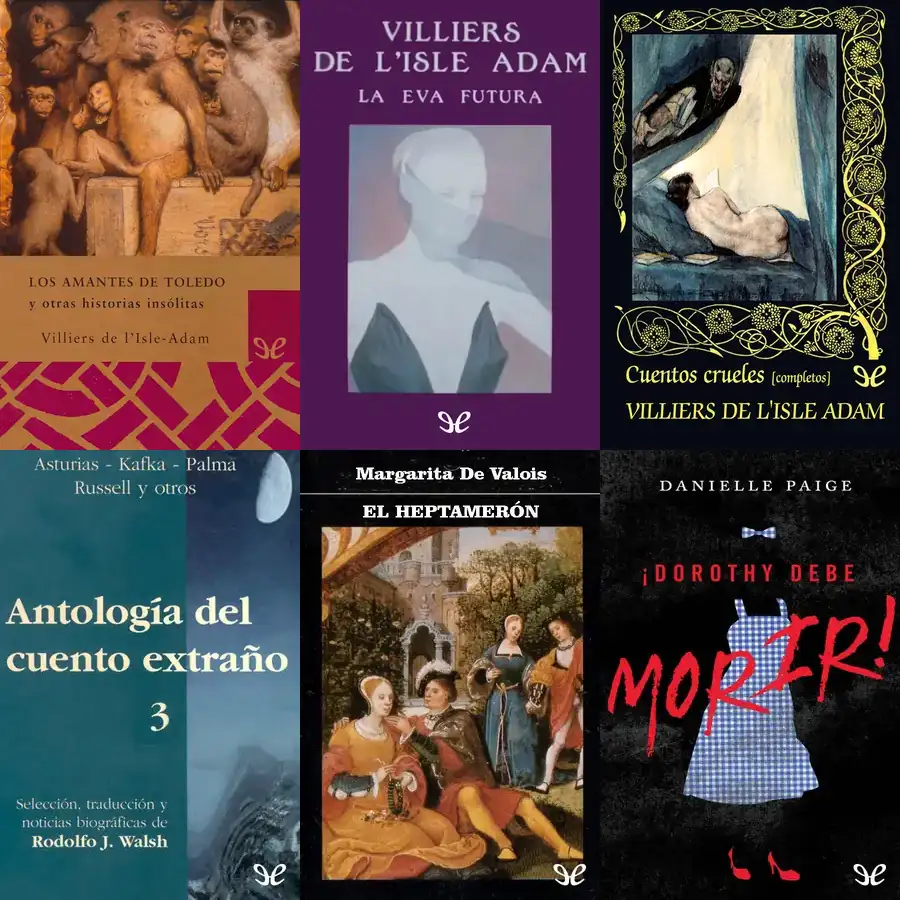 LOS AMANTES DE TOLEDO
y otras historias insólitas
Villiers de l'Isle-Adam
VILLIERS
DE L'ISLE ADAM
LA EVA FUTURA
Cuentos crueles [completos]
VILLIERS DE L'ISLE ADAM
Asturias - Kafka - Palma
Russell y otros
Antología del
cuento extraño
3
Selección, traducción y
noticias biográficas de
Rodolfo J. Walsh
Margarita De Valois
EL HEPTAMERÓN
DANIELLE PAIGE
¡DOROTHY DEBE
MORIR!